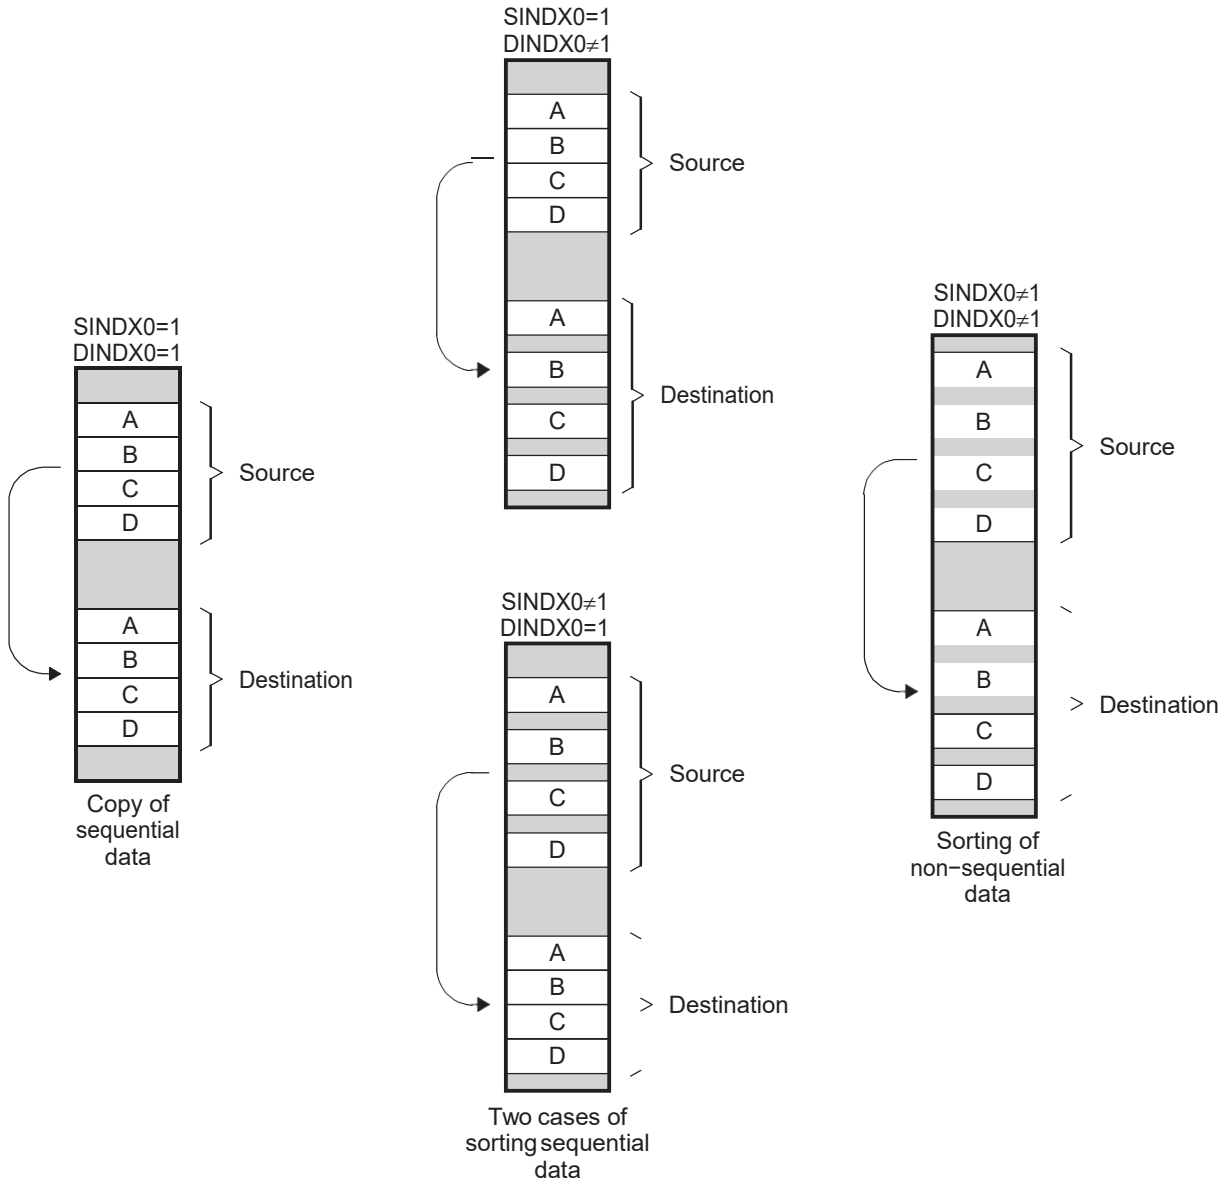 SINDX0=1
DINDX0≠1
A
B
C
D
Source
A
B
C
D
Destination
SINDX0=1
DINDX0=1
A
B
C
D
Source
A
B
C
D
Destination
Copy of
sequential
data
SINDX0≠1
DINDX0=1
A
B
C
D
Source
A
B
C
D
Destination
Two cases of
sorting sequential
data
SINDX0≠1
DINDX0≠1
A
B
C
D
Source
A
B
C
D
Destination
Sorting of
non−sequential
data